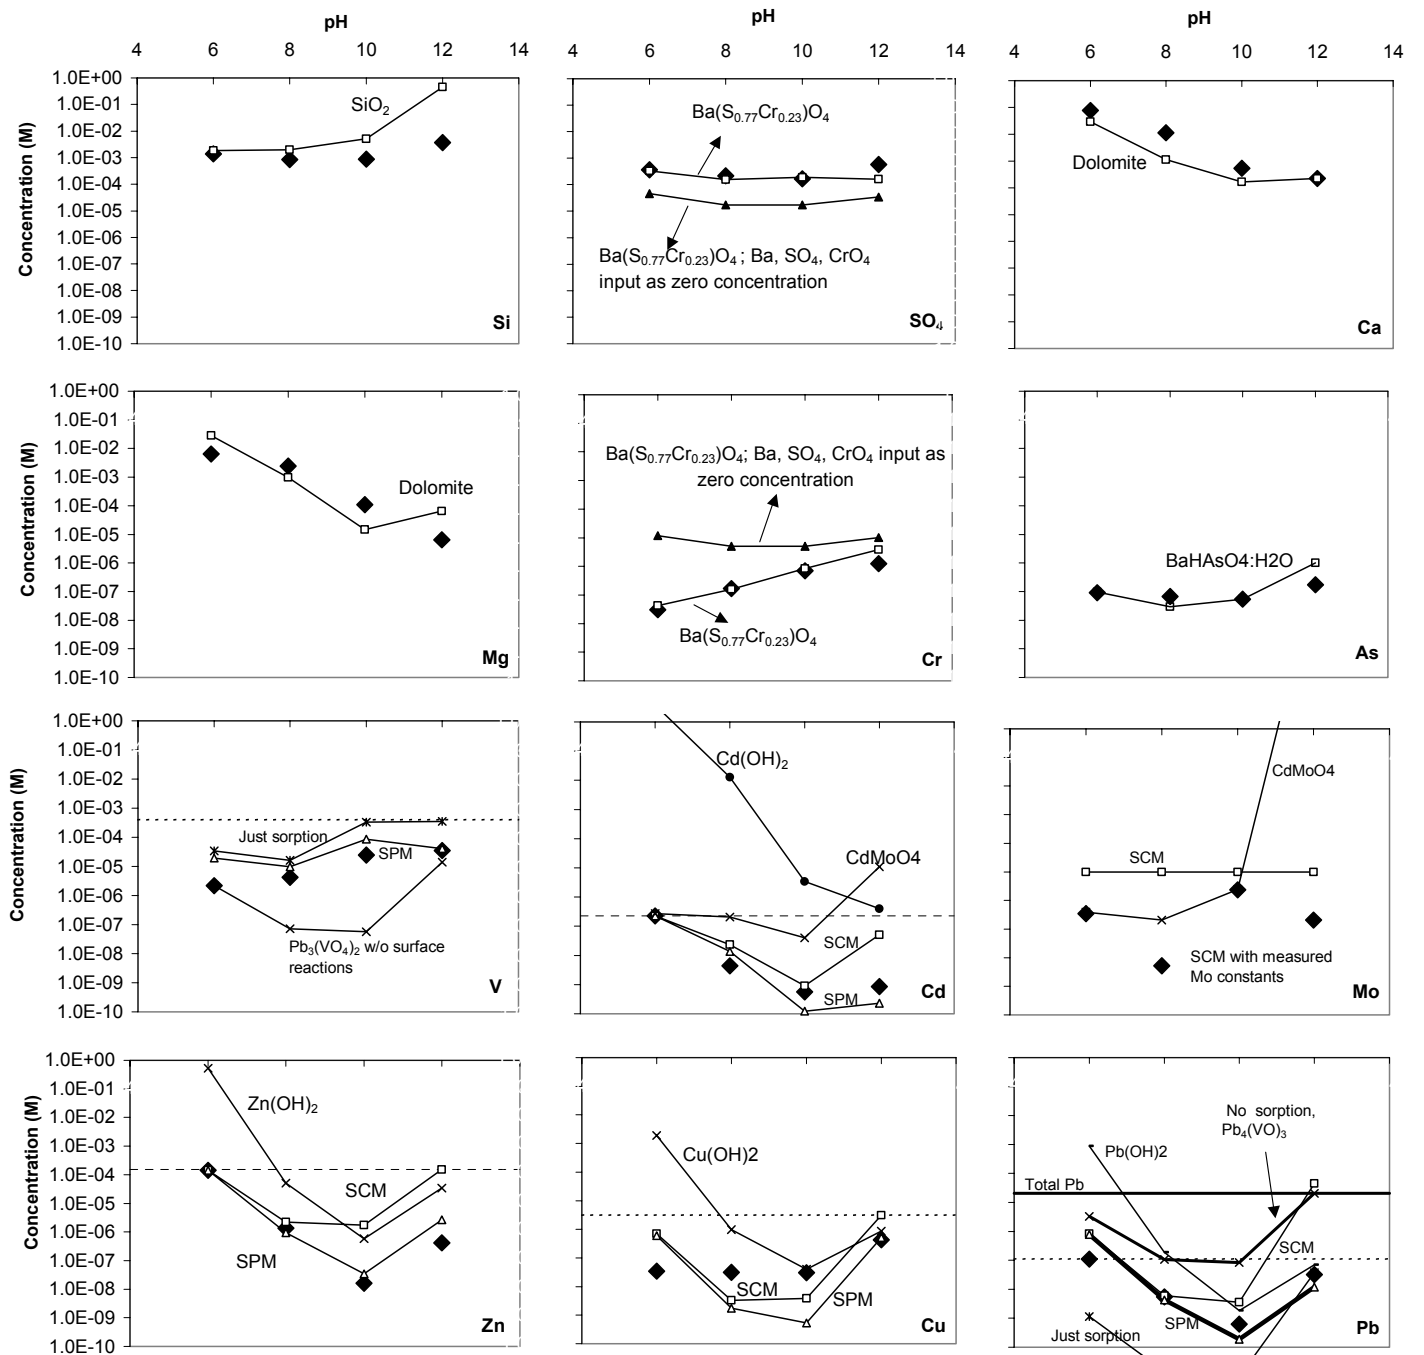 pH
pH
pH
4 6 8 10 12 14
4 6 8 10 12 14
4 6 8 10 12 14
Concentration (M)
1.0E+00
1.0E-01
1.0E-02
1.0E-03
1.0E-04
1.0E-05
1.0E-06
1.0E-07
1.0E-08
1.0E-09
1.0E-10
SiO₂
Si
Ba(S₀.₇₇Cr₀.₂₃)O₄
Ba(S₀.₇₇Cr₀.₂₃)O₄ ; Ba, SO₄, CrO₄
input as zero concentration
SO₄
Dolomite
Ca
Concentration (M)
1.0E+00
1.0E-01
1.0E-02
1.0E-03
1.0E-04
1.0E-05
1.0E-06
1.0E-07
1.0E-08
1.0E-09
1.0E-10
Dolomite
Mg
Ba(S₀.₇₇Cr₀.₂₃)O₄; Ba, SO₄, CrO₄ input as
zero concentration
Ba(S₀.₇₇Cr₀.₂₃)O₄
Cr
BaHAsO4:H2O
As
Concentration (M)
1.0E+00
1.0E-01
1.0E-02
1.0E-03
1.0E-04
1.0E-05
1.0E-06
1.0E-07
1.0E-08
1.0E-09
1.0E-10
Just sorption
SPM
Pb₃(VO₄)₂ w/o surface
reactions
V
Cd(OH)₂
CdMoO4
SCM
SPM
Cd
CdMoO4
SCM
SCM with measured
Mo constants
Mo
Concentration (M)
1.0E+00
1.0E-01
1.0E-02
1.0E-03
1.0E-04
1.0E-05
1.0E-06
1.0E-07
1.0E-08
1.0E-09
1.0E-10
Zn(OH)₂
SCM
SPM
Zn
Cu(OH)2
SCM
SPM
Cu
No sorption,
Pb₄(VO)₃
Pb(OH)2
Total Pb
SCM
SPM
Just sorption
Pb